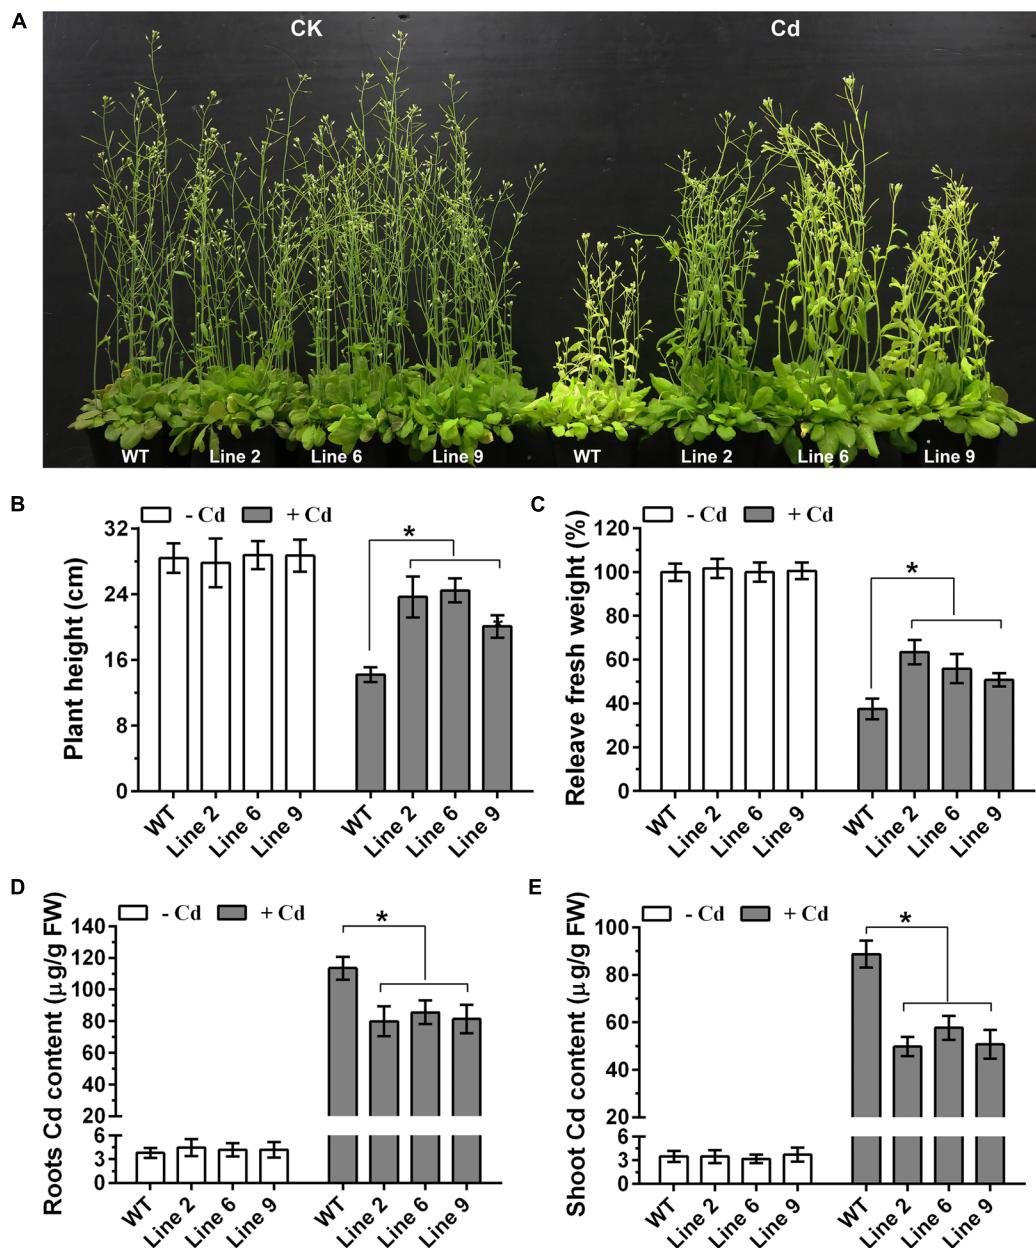 A
CK Cd
WT Line 2 Line 6 Line 9 WT Line 2 Line 6 Line 9
B
- Cd + Cd
Plant height (cm)
32
24
16
8
0
*
WT Line 2 Line 6 Line 9 WT Line 2 Line 6 Line 9
C
- Cd + Cd
Releave fresh weight (%)
120
100
80
60
40
20
0
*
WT Line 2 Line 6 Line 9 WT Line 2 Line 6 Line 9
D
- Cd + Cd
Roots Cd content (μg/g FW)
140
120
100
80
60
40
20
6
3
0
*
WT Line 2 Line 6 Line 9 WT Line 2 Line 6 Line 9
E
- Cd + Cd
Shoot Cd content (μg/g FW)
100
80
60
40
20
6
3
0
*
WT Line 2 Line 6 Line 9 WT Line 2 Line 6 Line 9